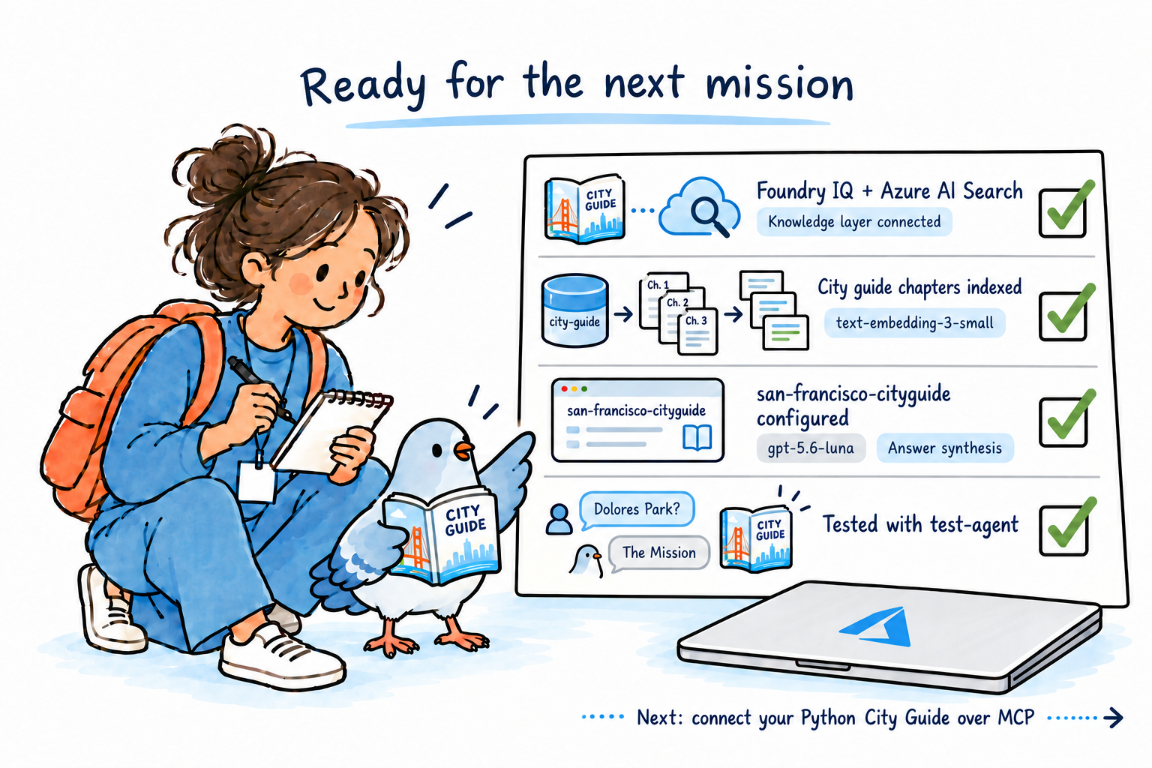 Ready for the next mission
CITY
GUIDE
Foundry IQ + Azure AI Search
Knowledge layer connected
city-guide
Ch. 1
Ch. 2
Ch. 3
City guide chapters indexed
text-embedding-3-small
san-francisco-cityguide
san-francisco-cityguide
configured
gpt-5.6-luna
Answer synthesis
Dolores Park?
The Mission
CITY
GUIDE
Tested with test-agent
CITY
GUIDE
Next: connect your Python City Guide over MCP